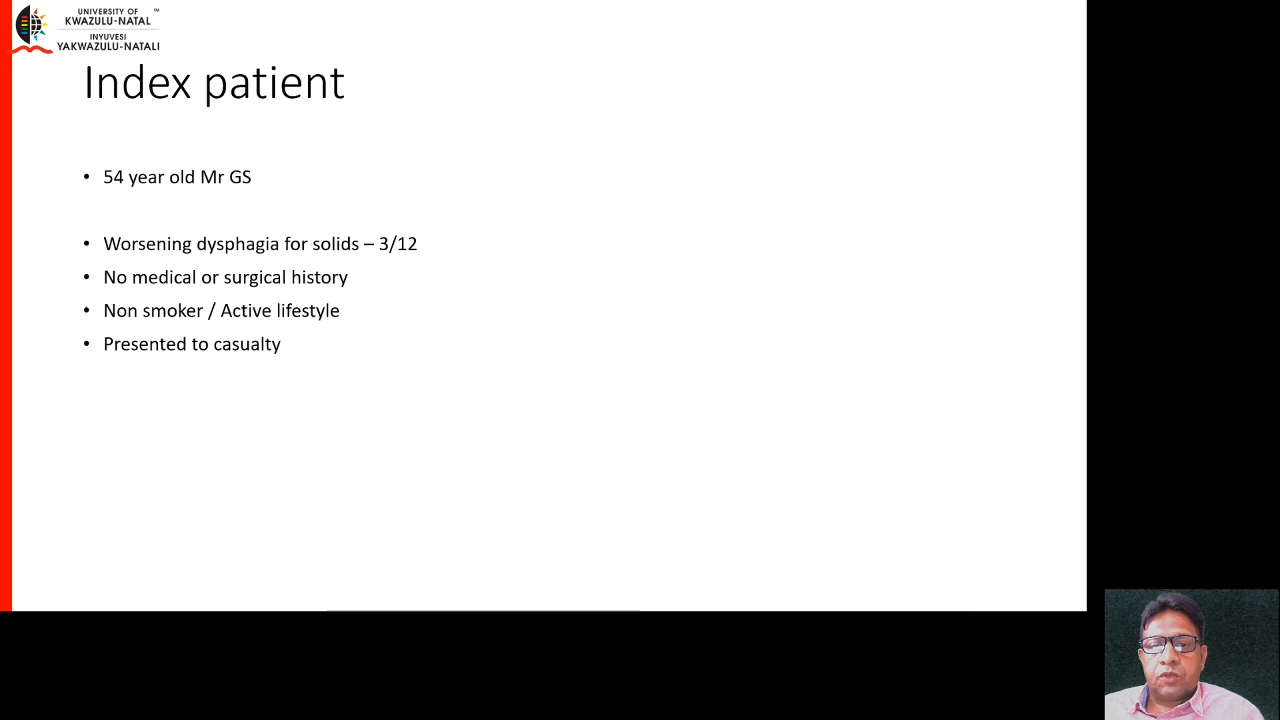 UNIVERSITY OF ™
KWAZULU-NATAL
INYUVESI
YAKWAZULU-NATALI
Index patient
• 54 year old Mr GS
• Worsening dysphagia for solids – 3/12
• No medical or surgical history
• Non smoker / Active lifestyle
• Presented to casualty